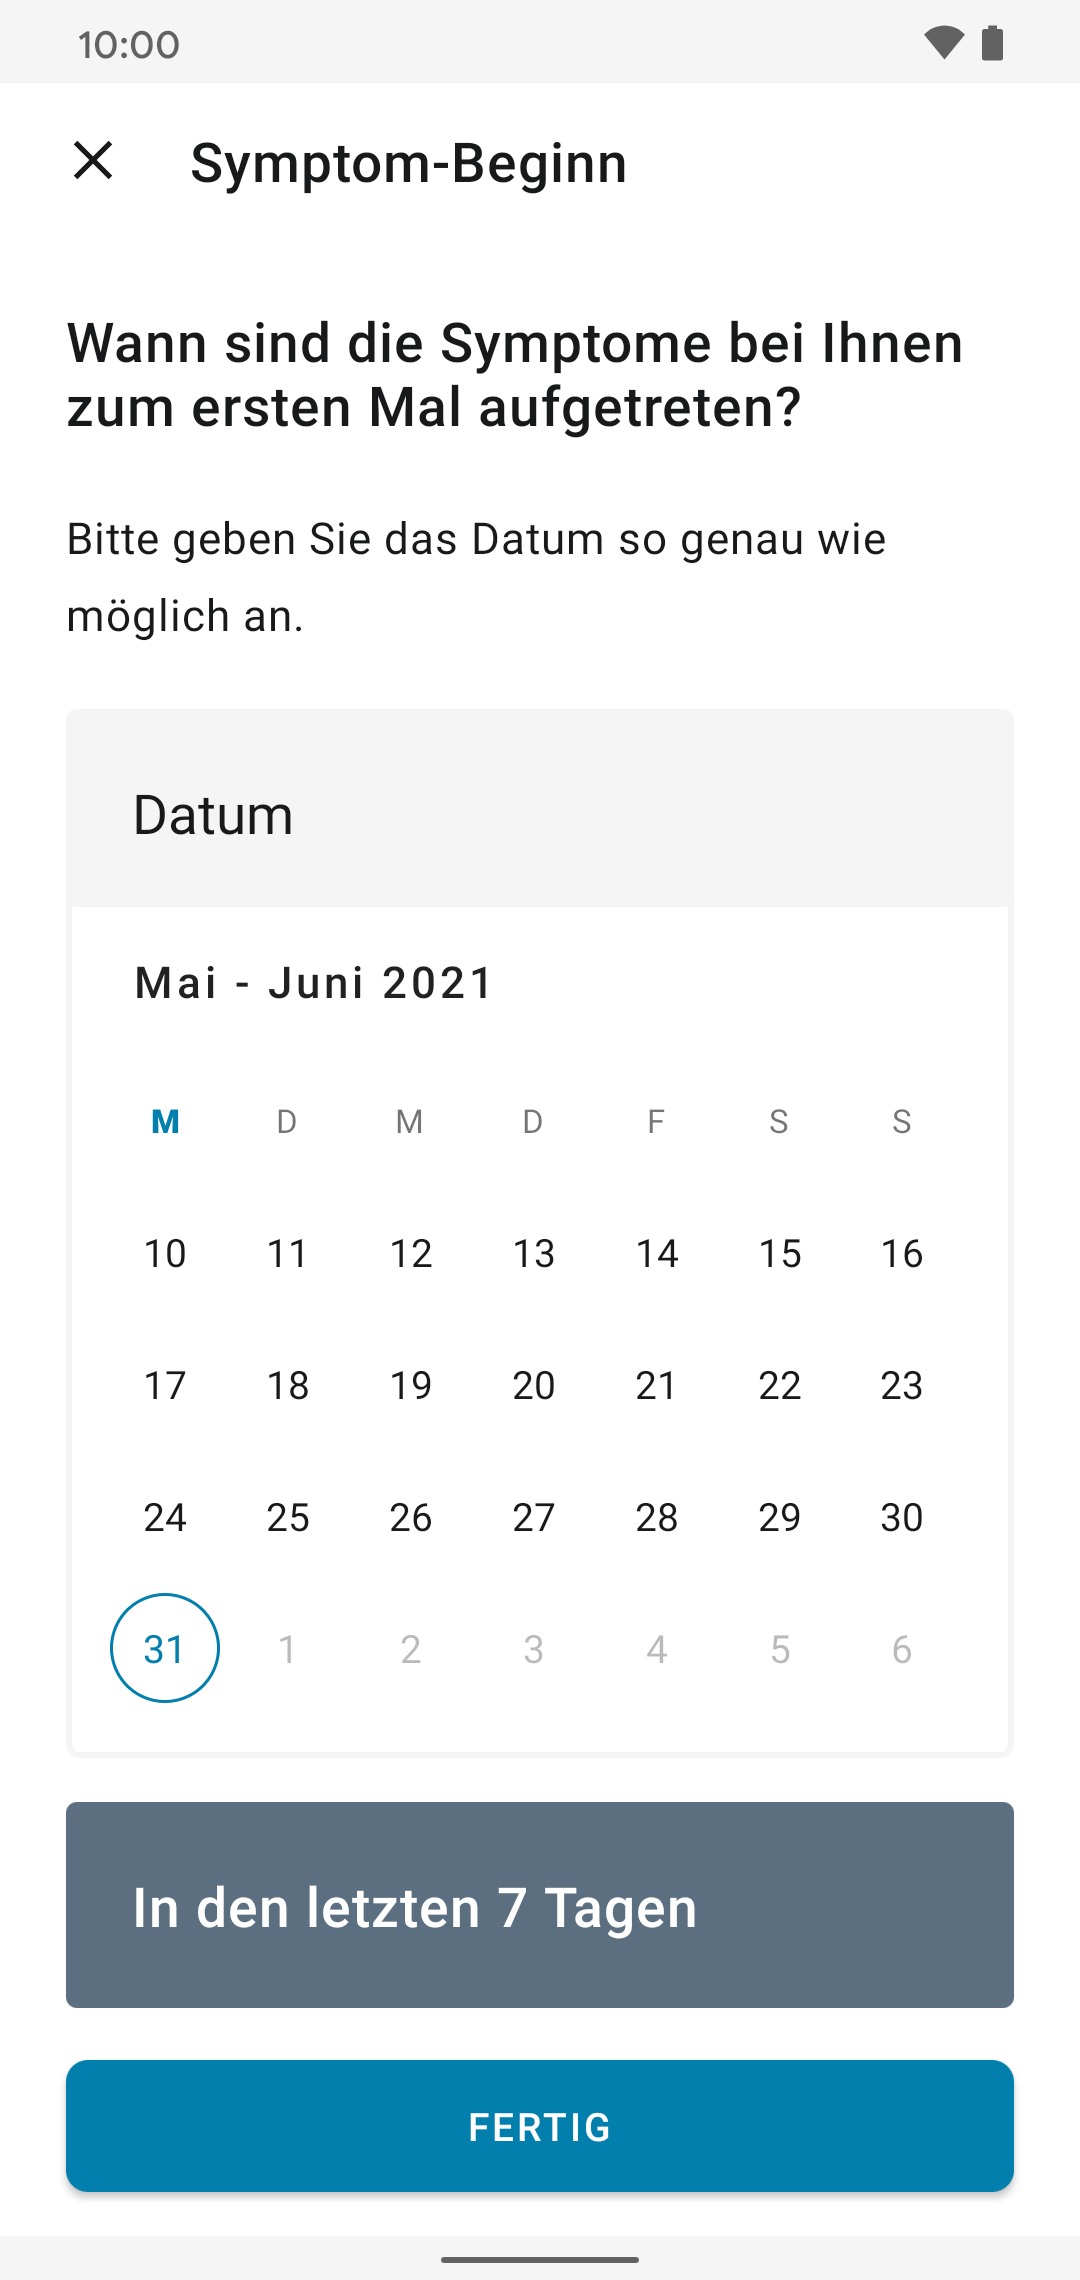 10:00
Symptom-Beginn
Wann sind die Symptome bei Ihnen
zum ersten Mal aufgetreten?
Bitte geben Sie das Datum so genau wie
möglich an.
Datum
Mai - Juni 2021
M D M D F S S
10 11 12 13 14 15 16
17 18 19 20 21 22 23
24 25 26 27 28 29 30
31 1 2 3 4 5 6
In den letzten 7 Tagen
FERTIG